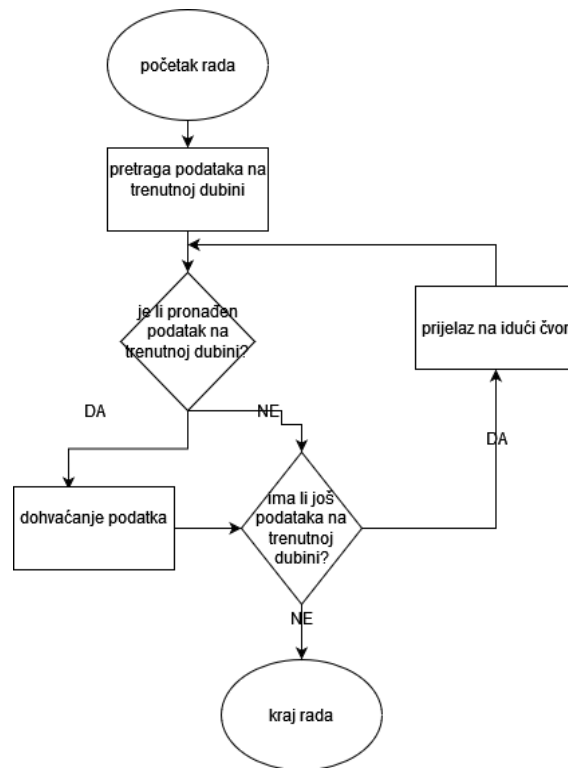 početak rada
pretraga podataka na
trenutnoj dubini
je li pronađen
podatak na
trenutnoj dubini?
prijelaz na idući čvor
DA
NE
DA
dohvaćanje podatka
ima li još
podataka na
trenutnoj
dubini?
NE
kraj rada